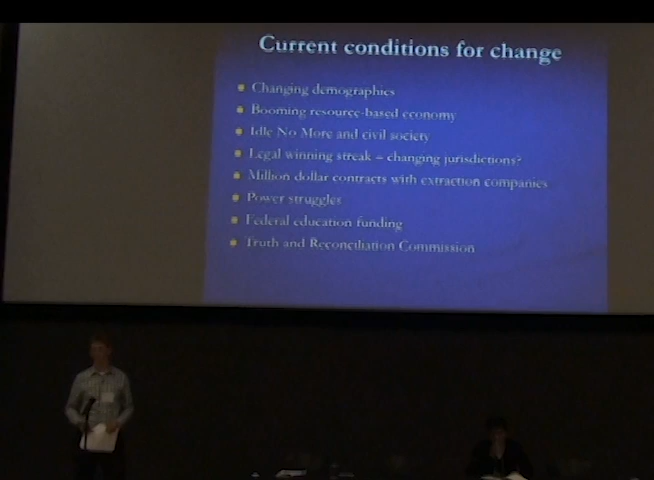 Current conditions for change
Changing demographics
Booming resource-based economy
Idle No More and civil society
Legal winning streak – changing jurisdictions?
Million dollar contracts with extraction companies
Power struggles
Federal education funding
Truth and Reconciliation Commission